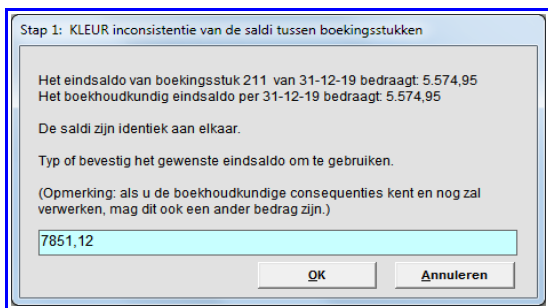 Stap 1: KLEUR inconsistentie van de saldi tussen boekingsstukken
Het eindsaldo van boekingsstuk 211 van 31-12-19 bedraagt: 5.574,95
Het boekhoudkundig eindsaldo per 31-12-19 bedraagt: 5.574,95
De saldi zijn identiek aan elkaar.
Typ of bevestig het gewenste eindsaldo om te gebruiken.
(Opmerking: als u de boekhoudkundige consequenties kent en nog zal
verwerken, mag dit ook een ander bedrag zijn.)
7851,12
OK
Annuleren